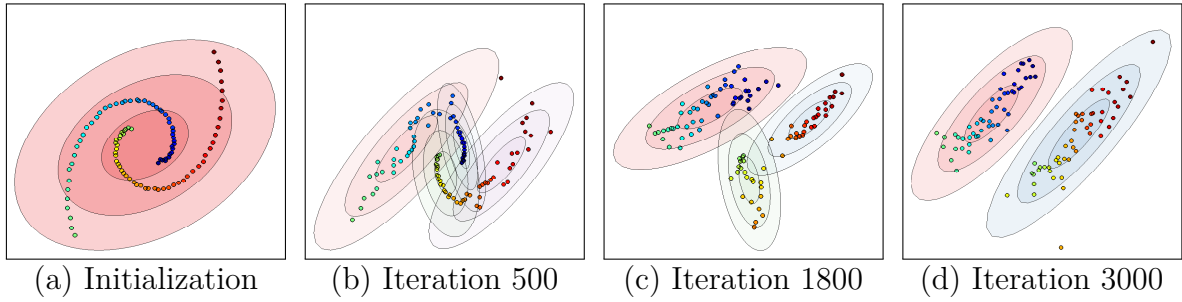 (a) Initialization
(b) Iteration 500
(c) Iteration 1800
(d) Iteration 3000